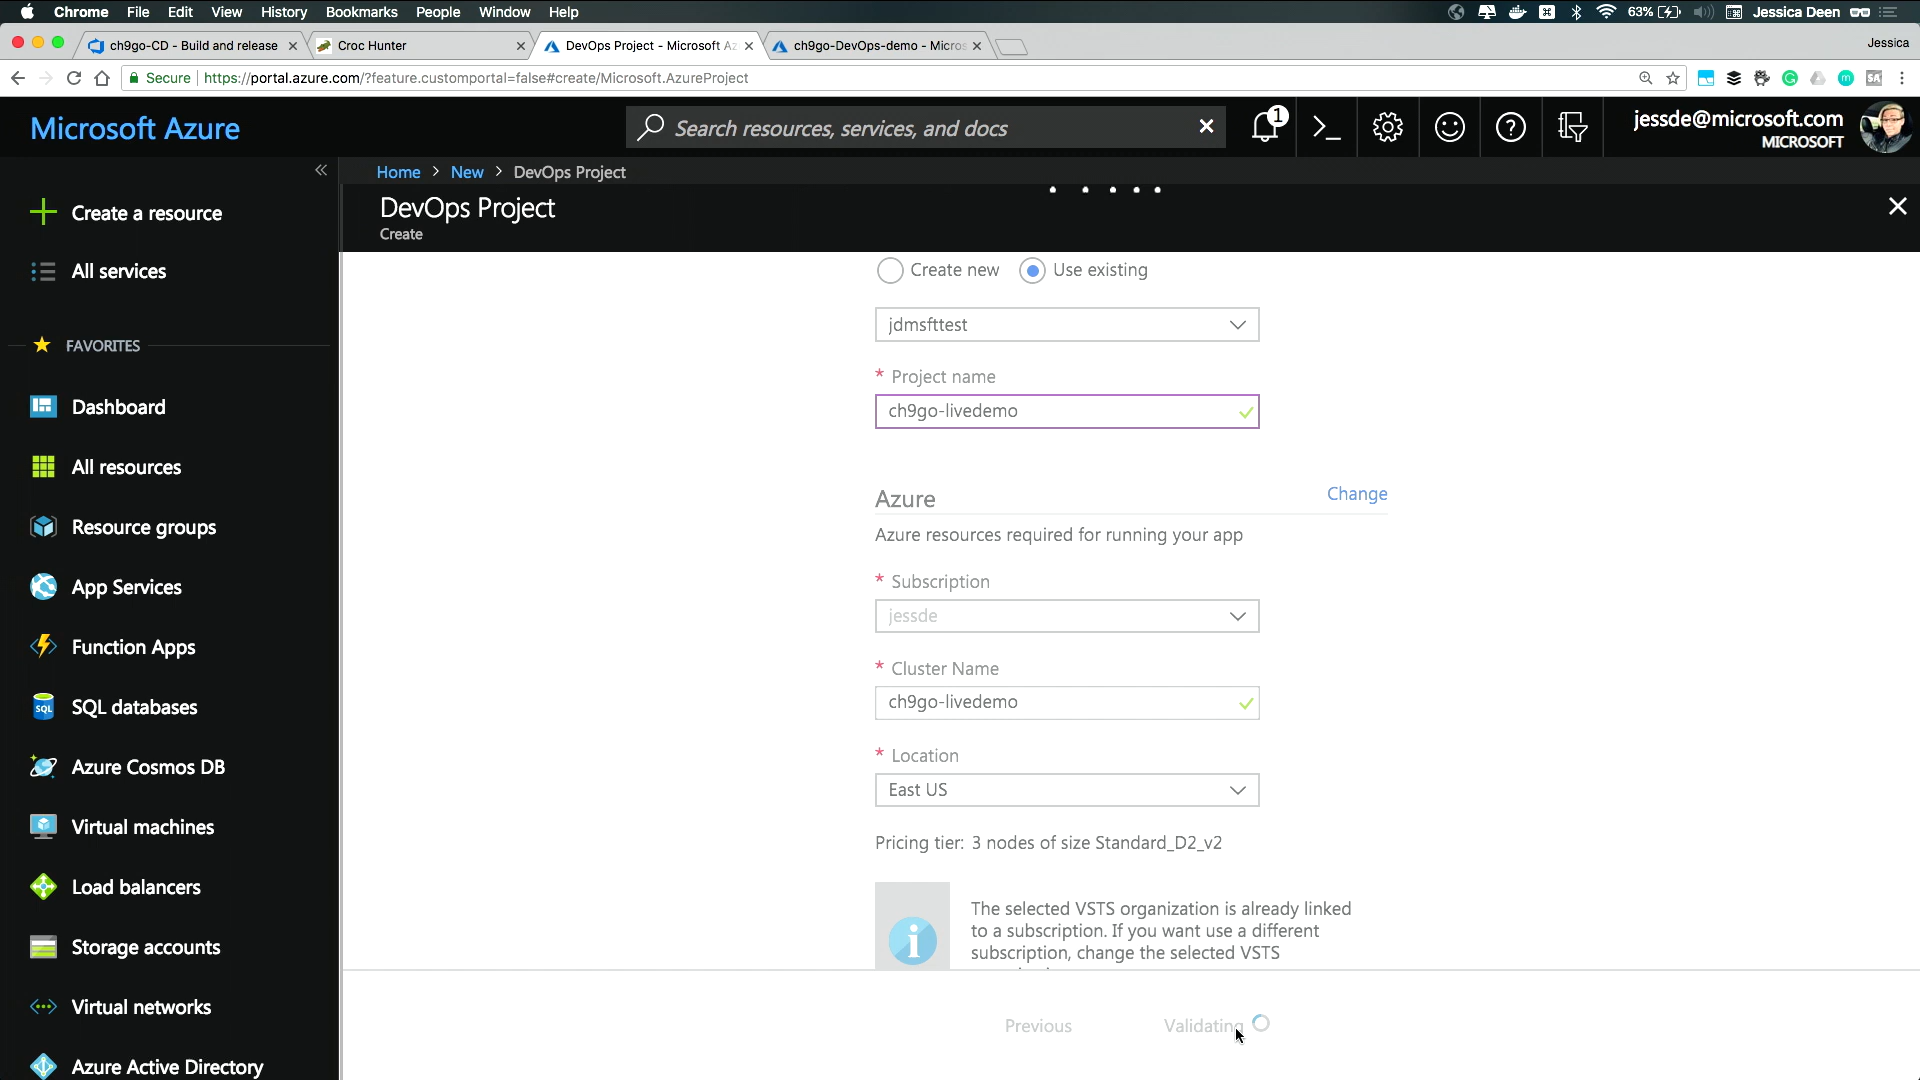 Chrome File Edit View History Bookmarks People Window Help 63% Jessica Deen
ch9go-CD - Build and release
Croc Hunter
DevOps Project - Microsoft Az
ch9go-DevOps-demo - Micros
Jessica
Secure https://portal.azure.com/?feature.customportal=false#create/Microsoft.AzureProject
Microsoft Azure
Search resources, services, and docs
1
jessde@microsoft.com
MICROSOFT
Home > New > DevOps Project
DevOps Project
Create
Create a resource
All services
FAVORITES
Dashboard
All resources
Resource groups
App Services
Function Apps
SQL
SQL databases
Azure Cosmos DB
Virtual machines
Load balancers
Storage accounts
Virtual networks
Azure Active Directory
Create new
Use existing
jdmsfttest
* Project name
ch9go-livedemo
Azure
Change
Azure resources required for running your app
* Subscription
jessde
* Cluster Name
ch9go-livedemo
* Location
East US
Pricing tier: 3 nodes of size Standard_D2_v2
The selected VSTS organization is already linked
to a subscription. If you want use a different
subscription, change the selected VSTS
Previous
Validating